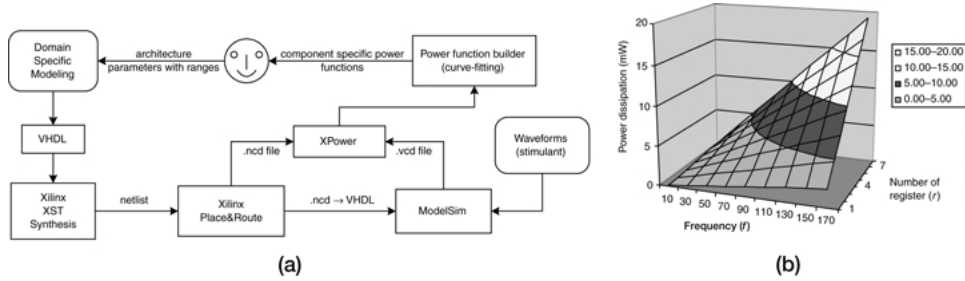 Domain
Specific
Modeling
architecture
parameters with ranges
component specific power
functions
Power function builder
(curve-fitting)
VHDL
XPower
Waveforms
(stimulant)
.ncd file
.vcd file
Xilinx
XST
Synthesis
netlist
Xilinx
Place&Route
.ncd → VHDL
ModelSim
(a)
Power dissipation (mW)
20
15
10
5
0
10 30 50 70 90 110 130 150 170
Frequency (f)
1
4
7
Number of
register (r)
15.00–20.00
10.00–15.00
5.00–10.00
0.00–5.00
(b)